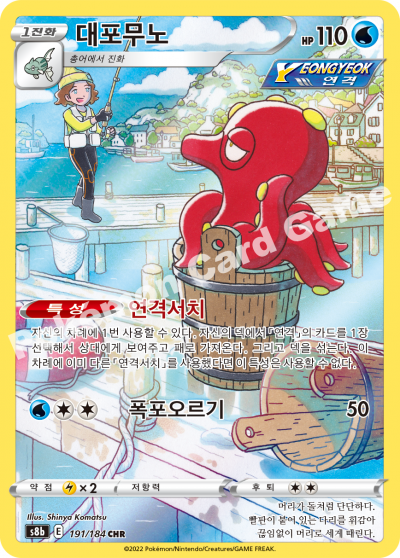 1진화 대포무노 HP 110
총어에서 진화
YEONGYEOK
연격
특성 연격서치
자신의 차례에 1번 사용할 수 있다. 자신의 덱에서 「연격」의 카드를 1장
선택해서 상대에게 보여주고 패로 가져온다. 그리고 덱을 섞는다. 이
차례에 이미 다른 「연격서치」를 사용했다면 이 특성은 사용할 수 없다.
폭포오르기 50
약점 ×2 저항력 후퇴
Illus. Shinya Komatsu
s8b E 191/184 CHR
머리가 돌처럼 단단하다.
빨판이 붙어 있는 다리를 휘감아
끊임없이 머리로 세게 때린다.
©2022 Pokémon/Nintendo/Creatures/GAME FREAK.
Pokémon Card Game